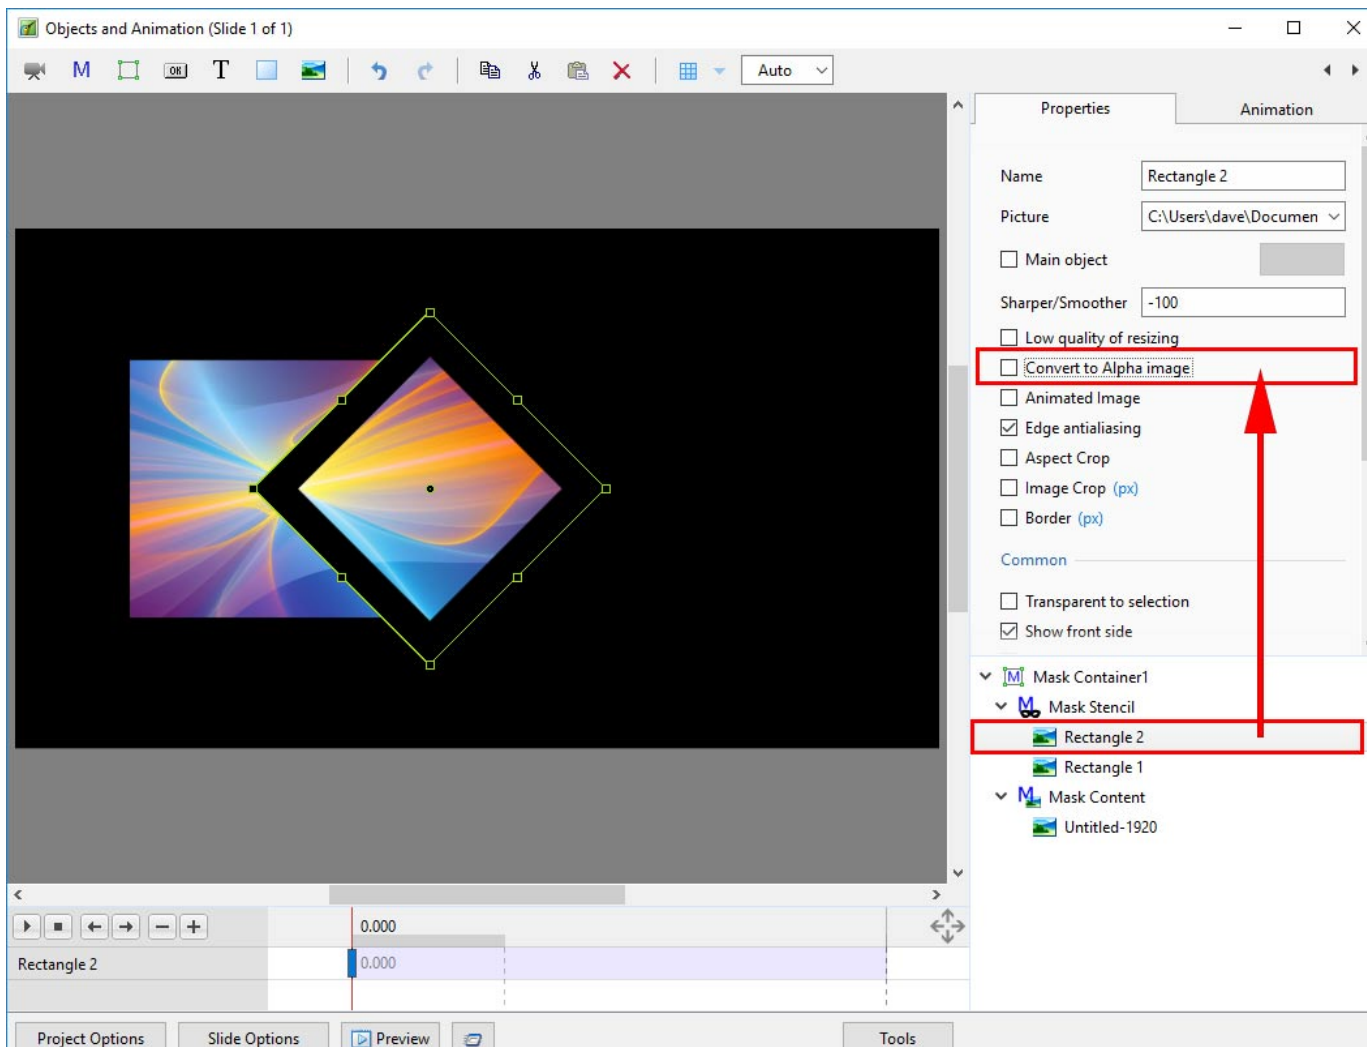 Objects and Animation (Slide 1 of 1)
M OK T Auto
Properties Animation
Name Rectangle 2
Picture C:\Users\dave\Documen
Main object
Sharper/Smoother -100
Low quality of resizing
Convert to Alpha image
Animated Image
Edge antialiasing
Aspect Crop
Image Crop (px)
Border (px)
Common
Transparent to selection
Show front side
M Mask Container1
M Mask Stencil
Rectangle 2
Rectangle 1
M Mask Content
Untitled-1920
0.000
Rectangle 2 0.000
Project Options Slide Options Preview Tools